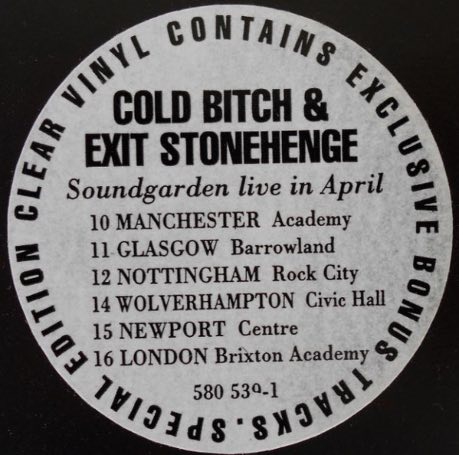 SPECIAL EDITION CLEAR VINYL CONTAINS EXCLUSIVE BONUS TRACKS.
COLD BITCH &
EXIT STONEHENGE
Soundgarden live in April
10 MANCHESTER Academy
11 GLASGOW Barrowland
12 NOTTINGHAM Rock City
14 WOLVERHAMPTON Civic Hall
15 NEWPORT Centre
16 LONDON Brixton Academy
580 539-1